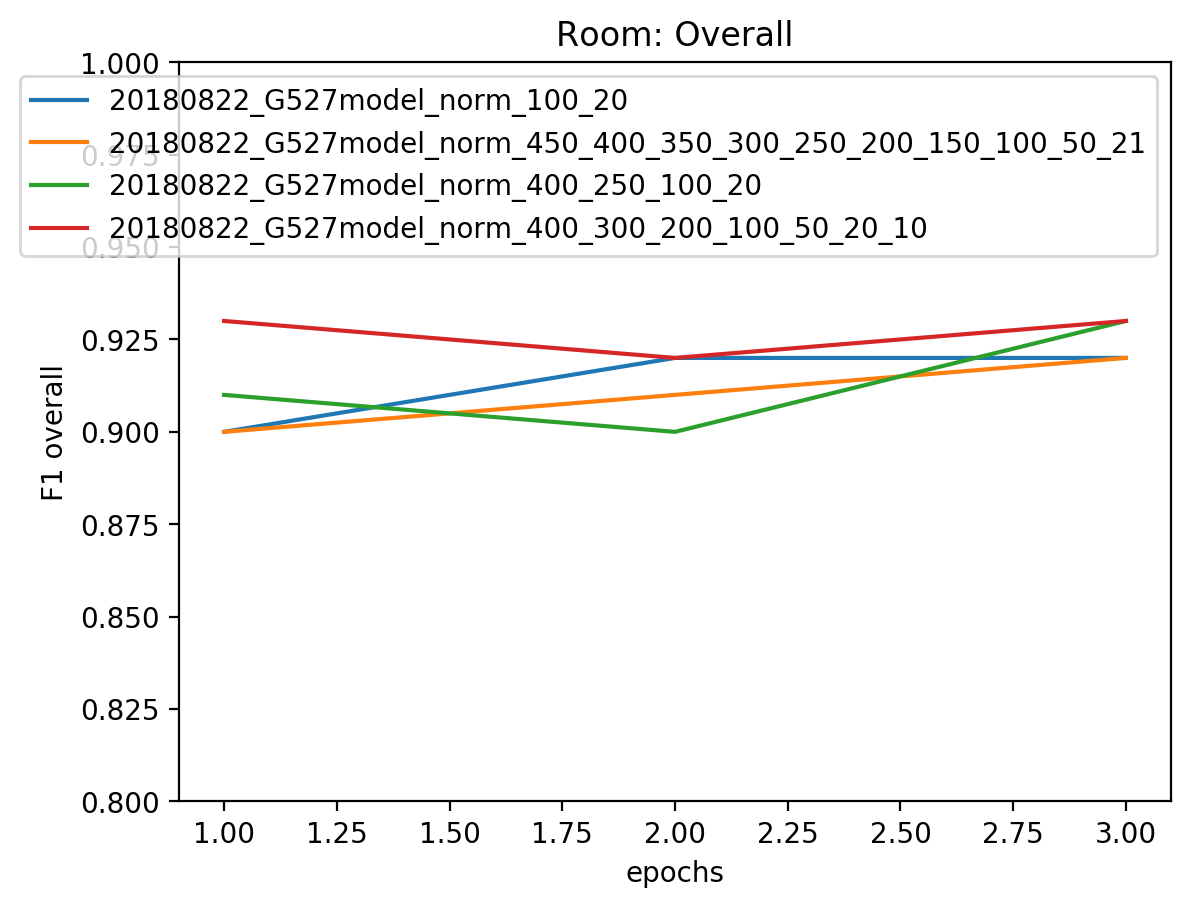 Room: Overall
20180822_G527model_norm_100_20
20180822_G527model_norm_450_400_350_300_250_200_150_100_50_21
20180822_G527model_norm_400_250_100_20
20180822_G527model_norm_400_300_200_100_50_20_10
F1 overall
1.000
0.975
0.950
0.925
0.900
0.875
0.850
0.825
0.800
1.00 1.25 1.50 1.75 2.00 2.25 2.50 2.75 3.00
epochs